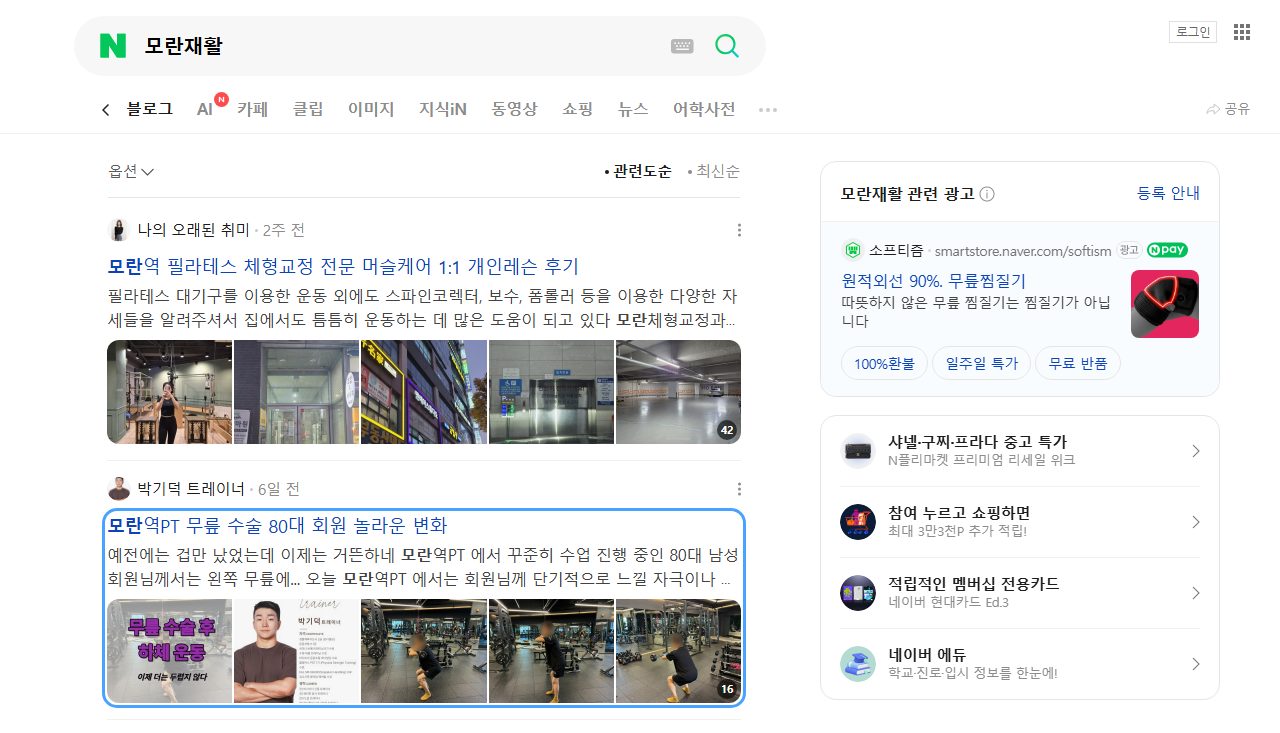 모란재활
로그인
블로그
AI
N
카페
클립
이미지
지식iN
동영상
쇼핑
뉴스
어학사전
공유
옵션
관련도순
최신순
나의 오래된 취미
2주 전
모란역 필라테스 체형교정 전문 머슬케어 1:1 개인레슨 후기
필라테스 대기구를 이용한 운동 외에도 스파인코렉터, 보수, 폼롤러 등을 이용한 다양한 자
세들을 알려주셔서 집에서도 틈틈히 운동하는 데 많은 도움이 되고 있다 모란체형교정과...
42
박기덕 트레이너
6일 전
모란역PT 무릎 수술 80대 회원 놀라운 변화
예전에는 겁만 났었는데 이제는 거뜬하네 모란역PT 에서 꾸준히 수업 진행 중인 80대 남성
회원님께서는 왼쪽 무릎에... 오늘 모란역PT 에서는 회원님께 단기적으로 느낄 자극이나 ...
무릎 수술 후
하체 운동
이제 더는 두렵지 않다
trainer
박기덕 트레이너
16
모란재활 관련 광고
등록 안내
소프티즘
smartstore.naver.com/softism
광고
N pay
원적외선 90%. 무릎찜질기
따뜻하지 않은 무릎 찜질기는 찜질기가 아닙
니다
100%환불
일주일 특가
무료 반품
샤넬·구찌·프라다 중고 특가
N플리마켓 프리미엄 리세일 위크
참여 누르고 쇼핑하면
최대 3만3천P 추가 적립!
적립적인 멤버십 전용카드
네이버 현대카드 Ed.3
네이버 에듀
학교·진로·입시 정보를 한눈에!